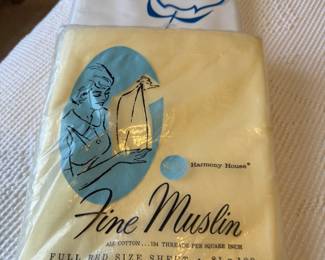 Harmony House®
Fine Muslin
ALL COTTON...134 THREADS PER SQUARE INCH
FULL BED SIZE SHEET